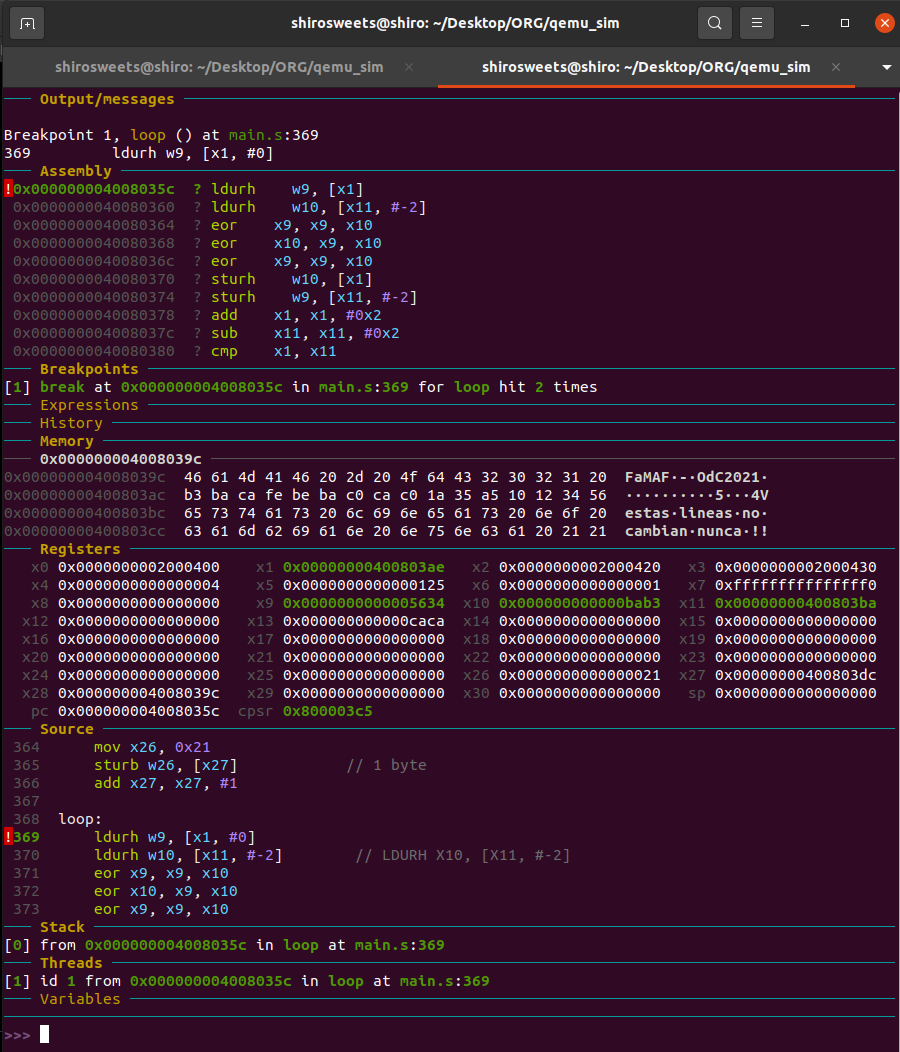 shirosweets@shiro: ~/Desktop/ORG/qemu_sim
shirosweets@shiro: ~/Desktop/ORG/qemu_sim × shirosweets@shiro: ~/Desktop/ORG/qemu_sim ×
Output/messages
Breakpoint 1, loop () at main.s:369
369 ldurh w9, [x1, #0]
Assembly
!0x000000004008035c ? ldurh w9, [x1]
0x0000000040080360 ? ldurh w10, [x11, #-2]
0x0000000040080364 ? eor x9, x9, x10
0x0000000040080368 ? eor x10, x9, x10
0x000000004008036c ? eor x9, x9, x10
0x0000000040080370 ? sturh w10, [x1]
0x0000000040080374 ? sturh w9, [x11, #-2]
0x0000000040080378 ? add x1, x1, #0x2
0x000000004008037c ? sub x11, x11, #0x2
0x0000000040080380 ? cmp x1, x11
Breakpoints
[1] break at 0x000000004008035c in main.s:369 for loop hit 2 times
Expressions
History
Memory
0x000000004008039c
0x000000004008039c 46 61 4d 41 46 20 2d 20 4f 64 43 32 30 32 31 20 FaMAF·-·OdC2021·
0x00000000400803ac b3 ba ca fe be ba c0 ca c0 1a 35 a5 10 12 34 56 ··········5···4V
0x00000000400803bc 65 73 74 61 73 20 6c 69 6e 65 61 73 20 6e 6f 20 estas·lineas·no·
0x00000000400803cc 63 61 6d 62 69 61 6e 20 6e 75 6e 63 61 20 21 21 cambian·nunca·!!
Registers
x0 0x0000000002000400 x1 0x00000000400803ae x2 0x0000000002000420 x3 0x0000000002000430
x4 0x0000000000000004 x5 0x0000000000000125 x6 0x0000000000000001 x7 0xfffffffffffffff0
x8 0x0000000000000000 x9 0x0000000000005634 x10 0x000000000000bab3 x11 0x00000000400803ba
x12 0x0000000000000000 x13 0x000000000000caca x14 0x0000000000000000 x15 0x0000000000000000
x16 0x0000000000000000 x17 0x0000000000000000 x18 0x0000000000000000 x19 0x0000000000000000
x20 0x0000000000000000 x21 0x0000000000000000 x22 0x0000000000000000 x23 0x0000000000000000
x24 0x0000000000000000 x25 0x0000000000000000 x26 0x0000000000000021 x27 0x00000000400803dc
x28 0x000000004008039c x29 0x0000000000000000 x30 0x0000000000000000 sp 0x0000000000000000
pc 0x000000004008035c cpsr 0x800003c5
Source
364 mov x26, 0x21
365 sturb w26, [x27] // 1 byte
366 add x27, x27, #1
367
368 loop:
!369 ldurh w9, [x1, #0]
370 ldurh w10, [x11, #-2] // LDURH X10, [X11, #-2]
371 eor x9, x9, x10
372 eor x10, x9, x10
373 eor x9, x9, x10
Stack
[0] from 0x000000004008035c in loop at main.s:369
Threads
[1] id 1 from 0x000000004008035c in loop at main.s:369
Variables
>>>